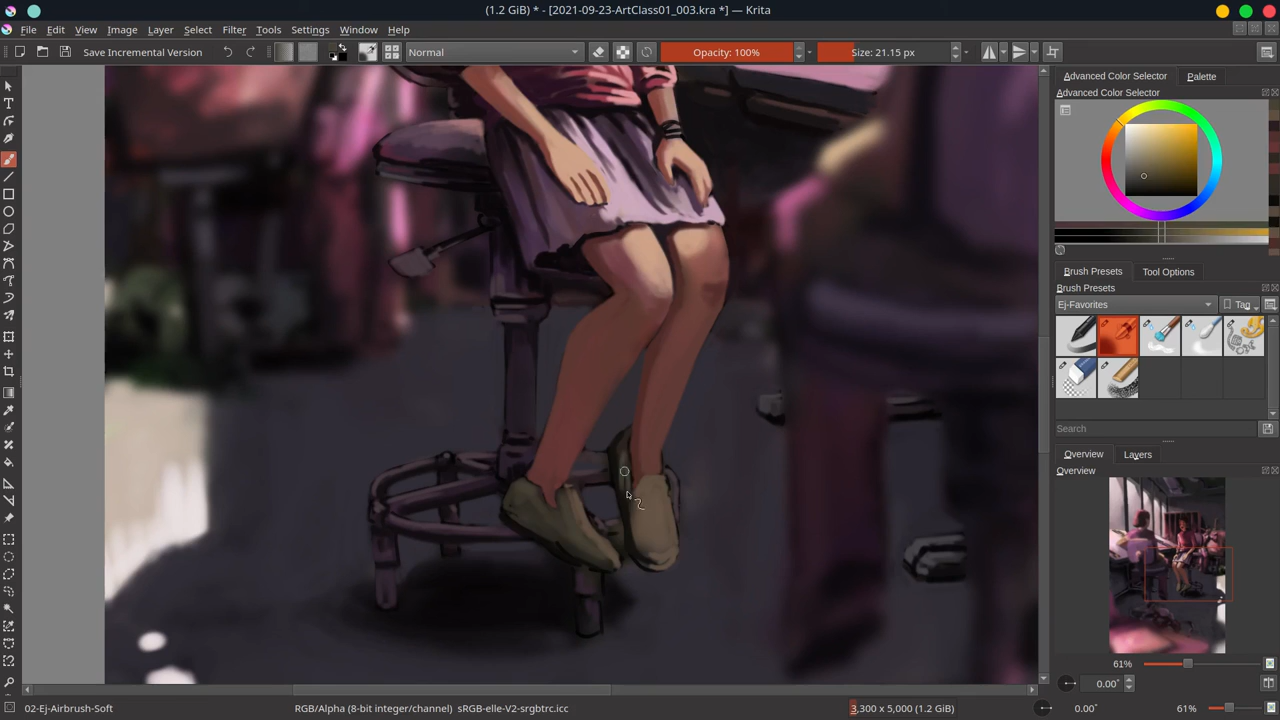 (1.2 GiB) * - [2021-09-23-ArtClass01_003.kra *] — Krita
File Edit View Image Layer Select Filter Tools Settings Window Help
Save Incremental Version Normal Opacity: 100% Size: 21.15 px
Advanced Color Selector Palette
Advanced Color Selector
Brush Presets Tool Options
Brush Presets
Ej-Favorites Tag
Search
Overview Layers
Overview
61%
0.00°
02-Ej-Airbrush-Soft RGB/Alpha (8-bit integer/channel) sRGB-elle-V2-srgbtrc.icc 3,300 x 5,000 (1.2 GiB) 0.00° 61%